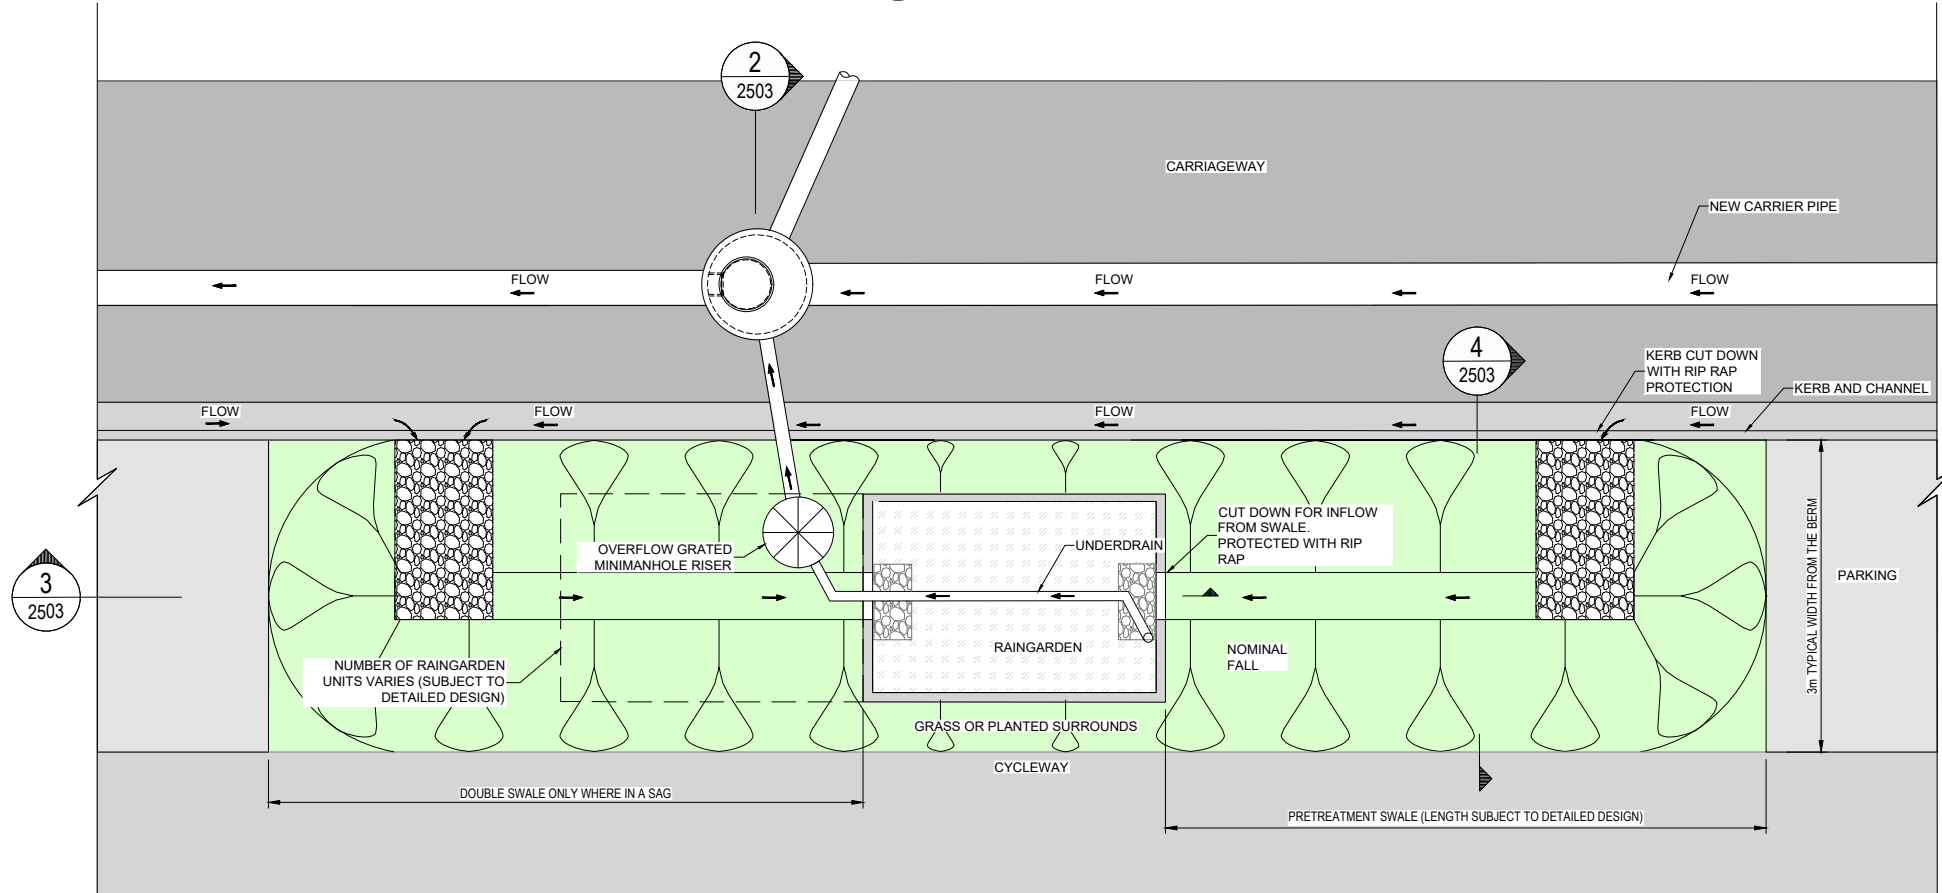 2
2503
CARRIAGEWAY
NEW CARRIER PIPE
FLOW
FLOW
FLOW
4
2503
KERB CUT DOWN
WITH RIP RAP
PROTECTION
KERB AND CHANNEL
FLOW
FLOW
FLOW
FLOW
CUT DOWN FOR INFLOW
FROM SWALE.
PROTECTED WITH RIP
RAP
UNDERDRAIN
OVERFLOW GRATED
MINIMANHOLE RISER
3
2503
PARKING
3m TYPICAL WIDTH FROM THE BERM
RAINGARDEN
NOMINAL
FALL
NUMBER OF RAINGARDEN
UNITS VARIES (SUBJECT TO
DETAILED DESIGN)
GRASS OR PLANTED SURROUNDS
CYCLEWAY
DOUBLE SWALE ONLY WHERE IN A SAG
PRETREATMENT SWALE (LENGTH SUBJECT TO DETAILED DESIGN)